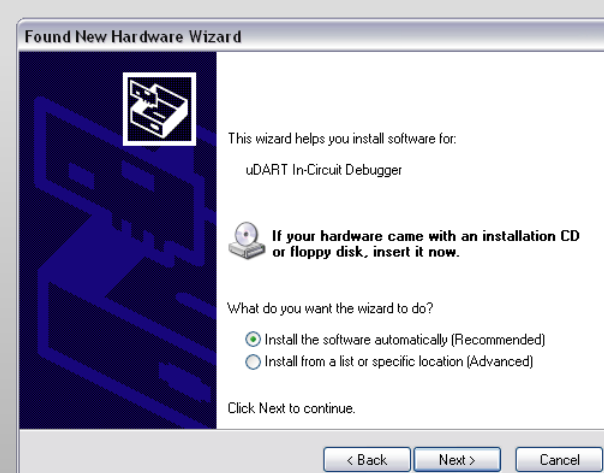 Found New Hardware Wizard
This wizard helps you install software for:
uDART In-Circuit Debugger
If your hardware came with an installation CD
or floppy disk, insert it now.
What do you want the wizard to do?
Install the software automatically (Recommended)
Install from a list or specific location (Advanced)
Click Next to continue.
< Back
Next >
Cancel